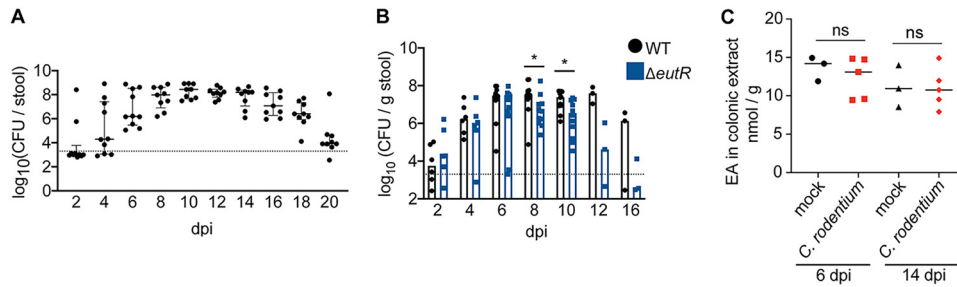 A
log10(CFU / stool)
10
8
6
4
2
0
2 4 6 8 10 12 14 16 18 20
dpi
B
log10(CFU / g stool)
10
8
6
4
2
2 4 6 8 10 12 16
dpi
* *
WT
ΔeutR
C
EA in colonic extract
nmol / g
20
15
10
5
0
ns ns
mock
C. rodentium
mock
C. rodentium
6 dpi 14 dpi